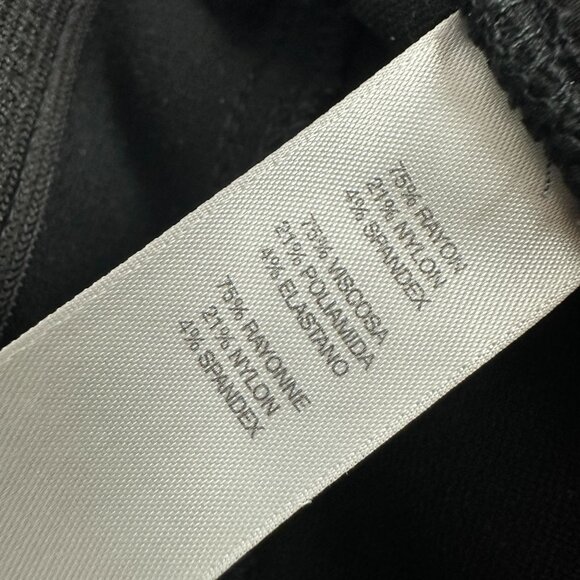 75% RAYON
21% NYLON
4% SPANDEX
75% VISCOSA
21% POLIAMIDA
4% ELASTANO
75% RAYONNE
21% NYLON
4% SPANDEX